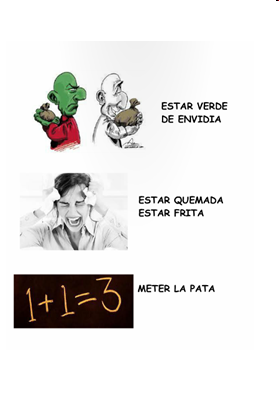 ESTAR VERDE
DE ENVIDIA
ESTAR QUEMADA
ESTAR FRITA
1+1=3
METER LA PATA